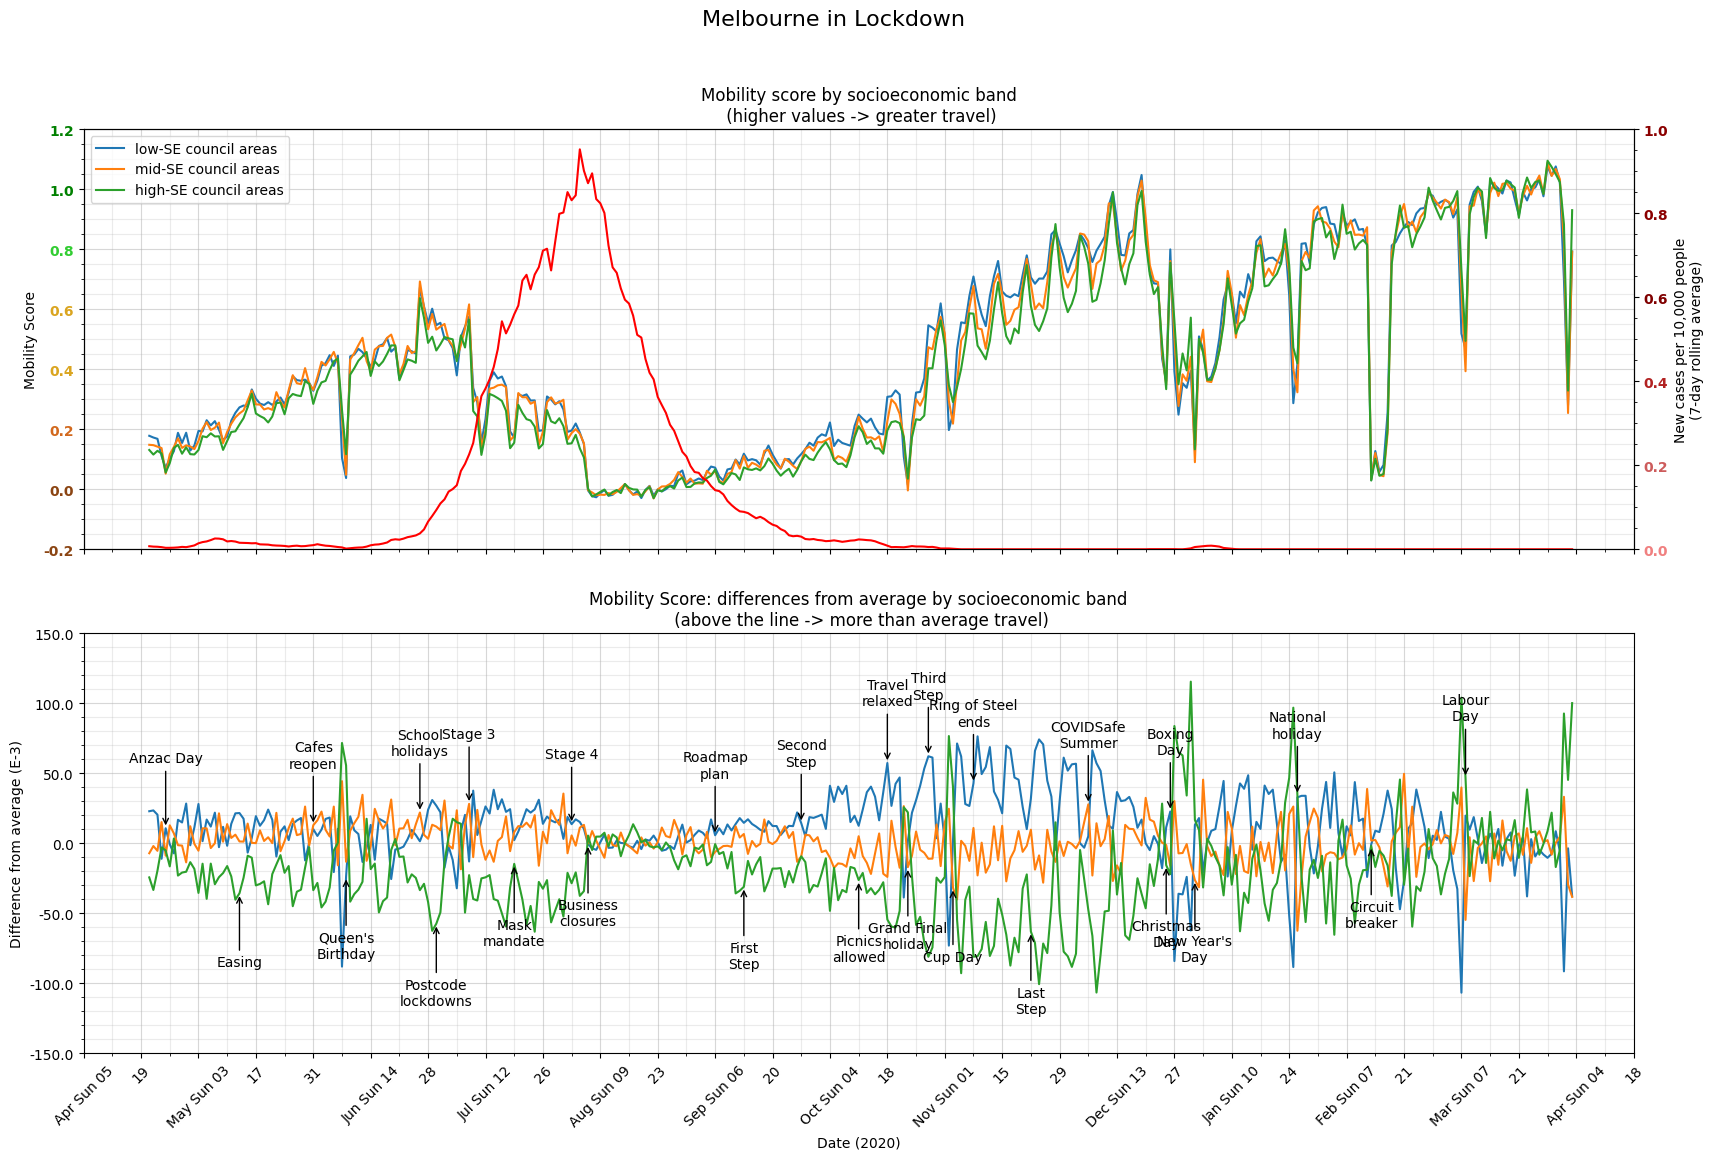 Melbourne in Lockdown
Mobility score by socioeconomic band
(higher values -> greater travel)
low-SE council areas
mid-SE council areas
high-SE council areas
1.2
1.0
0.8
0.6
0.4
0.2
0.0
-0.2
Mobility Score
1.0
0.8
0.6
0.4
0.2
0.0
New cases per 10,000 people
(7-day rolling average)
Mobility Score: differences from average by socioeconomic band
(above the line -> more than average travel)
150.0
100.0
50.0
0.0
-50.0
-100.0
-150.0
Difference from average (E-3)
Anzac Day
Easing
Cafes
reopen
Queen's
Birthday
School
holidays
Postcode
lockdowns
Stage 3
Mask
mandate
Stage 4
Business
closures
Roadmap
plan
First
Step
Second
Step
Picnics
allowed
Travel
relaxed
Grand Final
holiday
Third
Step
Cup Day
Ring of Steel
ends
Last
Step
COVIDSafe
Summer
Christmas
Day
Boxing
Day
New Year's
Day
National
holiday
Circuit
breaker
Labour
Day
Apr Sun 05
19
May Sun 03
17
31
Jun Sun 14
28
Jul Sun 12
26
Aug Sun 09
23
Sep Sun 06
20
Oct Sun 04
18
Nov Sun 01
15
29
Dec Sun 13
27
Jan Sun 10
24
Feb Sun 07
21
Mar Sun 07
21
Apr Sun 04
18
Date (2020)